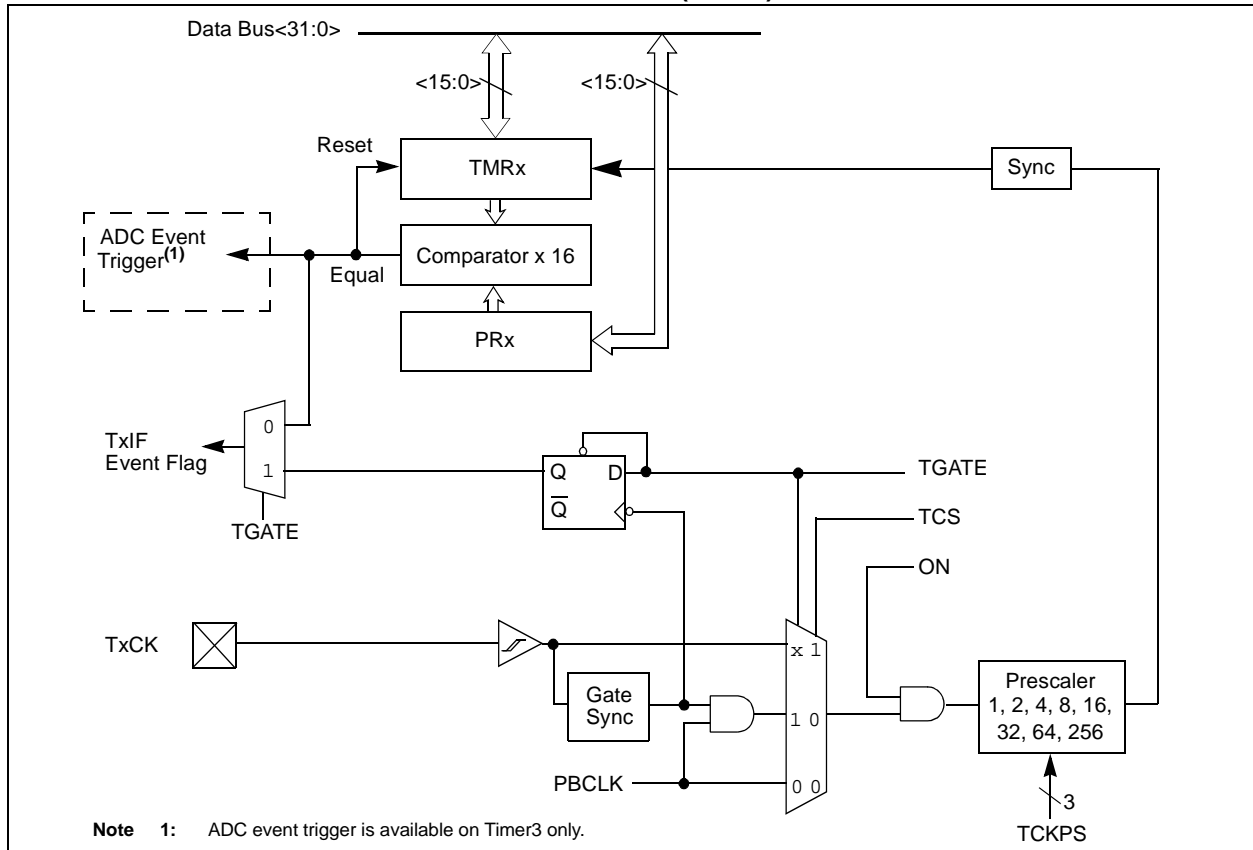 Data Bus<31:0>
<15:0>
<15:0>
Reset
TMRx
Sync
ADC Event
Trigger(1)
Equal
Comparator x 16
PRx
TxIF
Event Flag
0
1
TGATE
Q
D
Q
TGATE
TCS
ON
TxCK
x 1
Gate
Sync
1 0
Prescaler
1, 2, 4, 8, 16,
32, 64, 256
PBCLK
0 0
3
TCKPS
Note 1: ADC event trigger is available on Timer3 only.